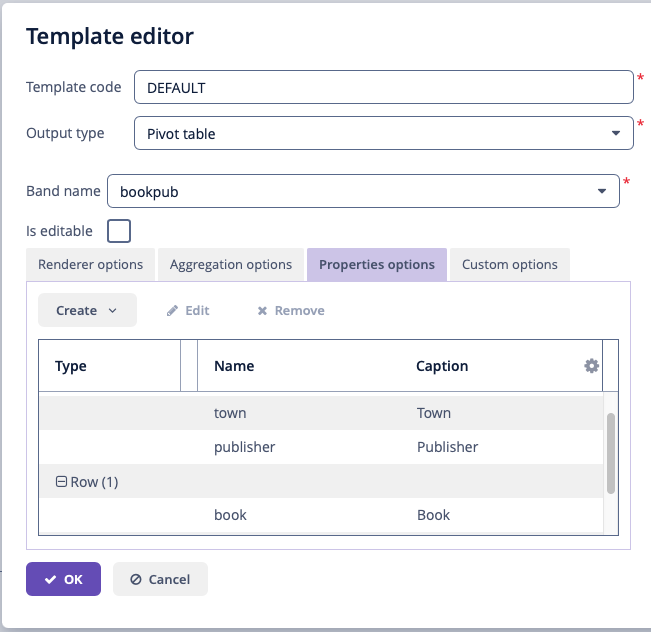 Template editor
Template code DEFAULT *
Output type Pivot table *
Band name bookpub *
Is editable
Renderer options Aggregation options Properties options Custom options
Create Edit Remove
Type Name Caption
town Town
publisher Publisher
Row (1)
book Book
OK Cancel